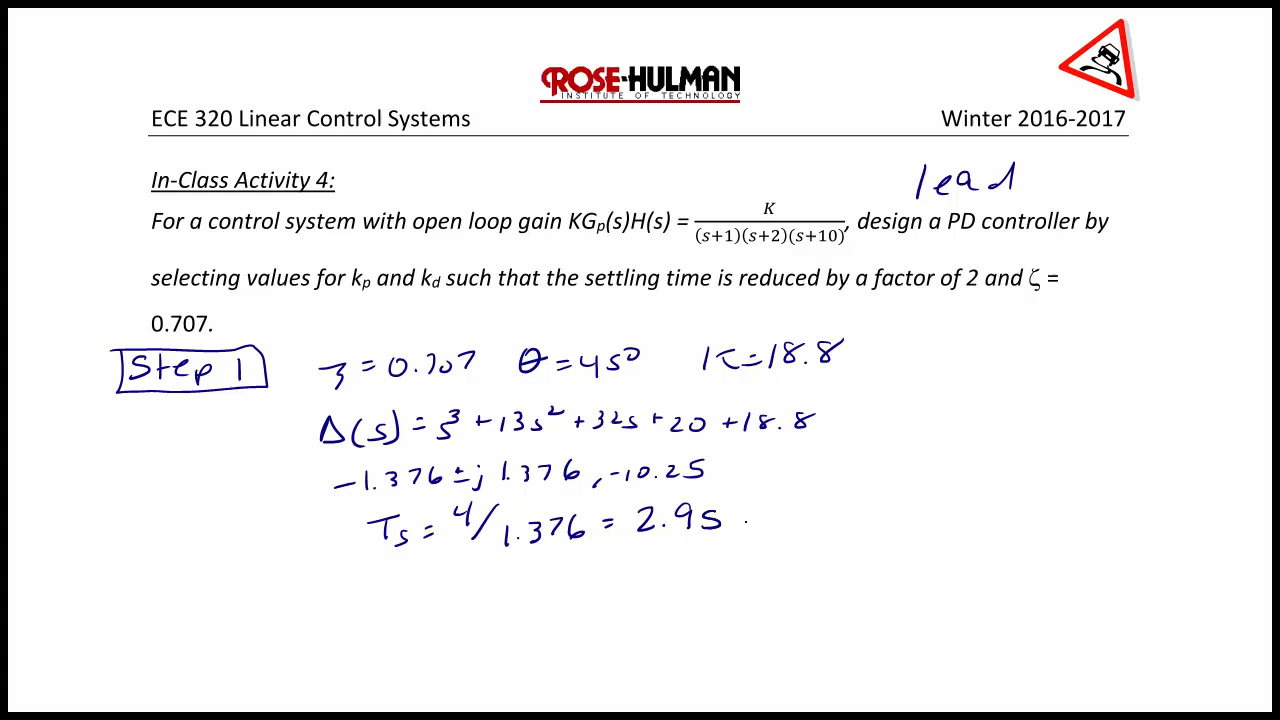 ROSE-HULMAN
INSTITUTE OF TECHNOLOGY
ECE 320 Linear Control Systems Winter 2016-2017
In-Class Activity 4: lead
For a control system with open loop gain KGp(s)H(s) = K/((s+1)(s+2)(s+10)), design a PD controller by
selecting values for kp and kd such that the settling time is reduced by a factor of 2 and ζ =
0.707.
Step 1 ζ = 0.707 θ = 45° K = 18.8
Δ(s) = s³ + 13s² + 32s + 20 + 18.8
-1.376 ± j 1.376, -10.25
Ts = 4/1.376 = 2.9s